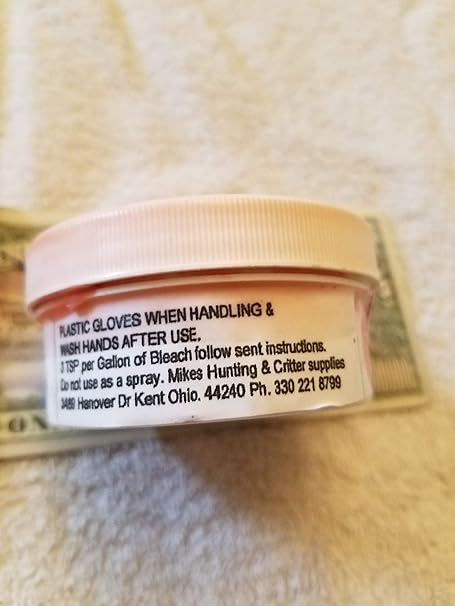 PLASTIC GLOVES WHEN HANDLING &
WASH HANDS AFTER USE.
3 TSP per Gallon of Bleach follow sent instructions.
Do not use as a spray. Mikes Hunting & Critter supplies
3469 Hanover Dr Kent Ohio. 44240 Ph. 330 221 8799